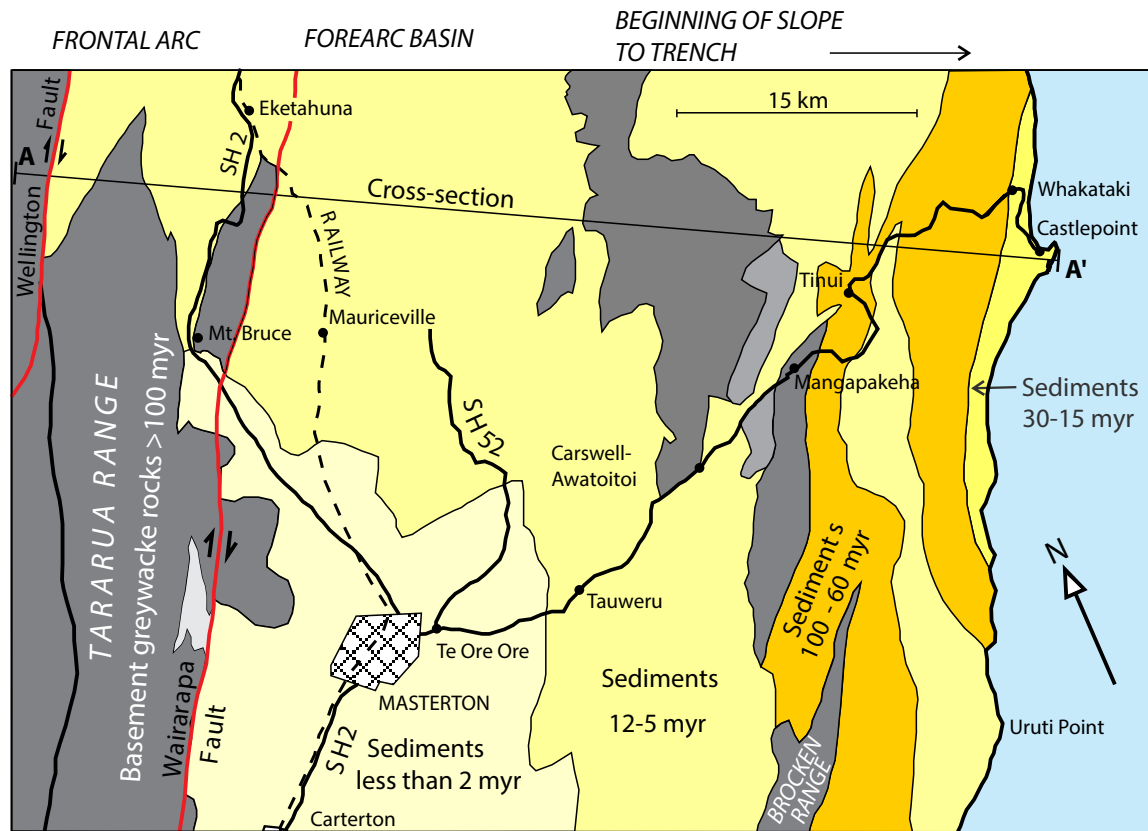 FRONTAL ARC
FOREARC BASIN
BEGINNING OF SLOPE
TO TRENCH
15 km
Eketahuna
Fault
Wellington
SH 2
A
Cross-section
Whakataki
Castlepoint
A'
RAILWAY
Tinui
Mt. Bruce
Mauriceville
Mangapakeha
Sediments
30-15 myr
SH 52
TARARUA RANGE
Basement greywacke rocks >100 myr
Carswell-
Awatoitoi
N
Tauweru
Sediment s
100 - 60 myr
Te Ore Ore
Wairarapa
Fault
MASTERTON
Sediments
12-5 myr
Uruti Point
SH2
Sediments
less than 2 myr
BROCKEN
RANGE
Carterton